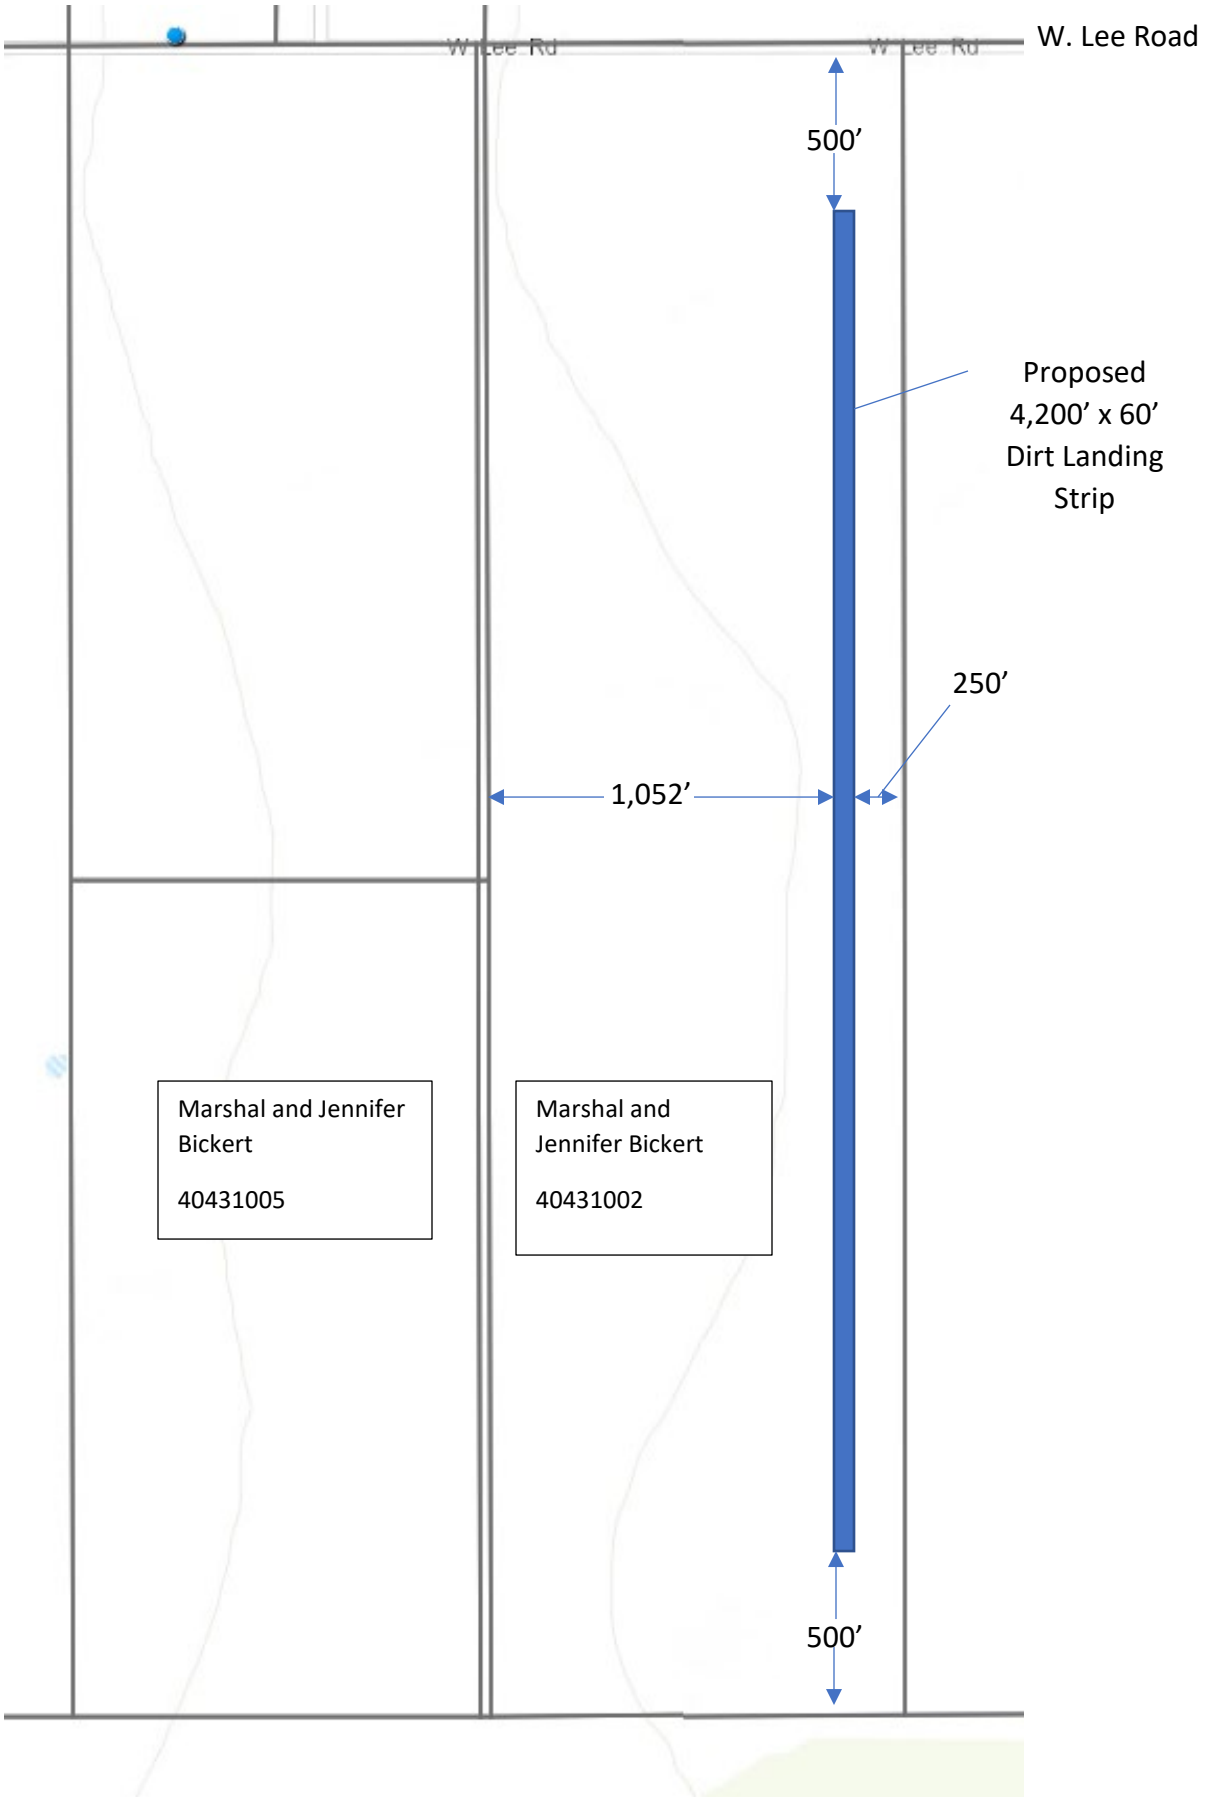 W. Lee Road
W Lee Rd
W Lee Rd
500’
Proposed
4,200’ x 60’
Dirt Landing
Strip
250’
1,052’
Marshal and Jennifer
Bickert
40431005
Marshal and
Jennifer Bickert
40431002
500’